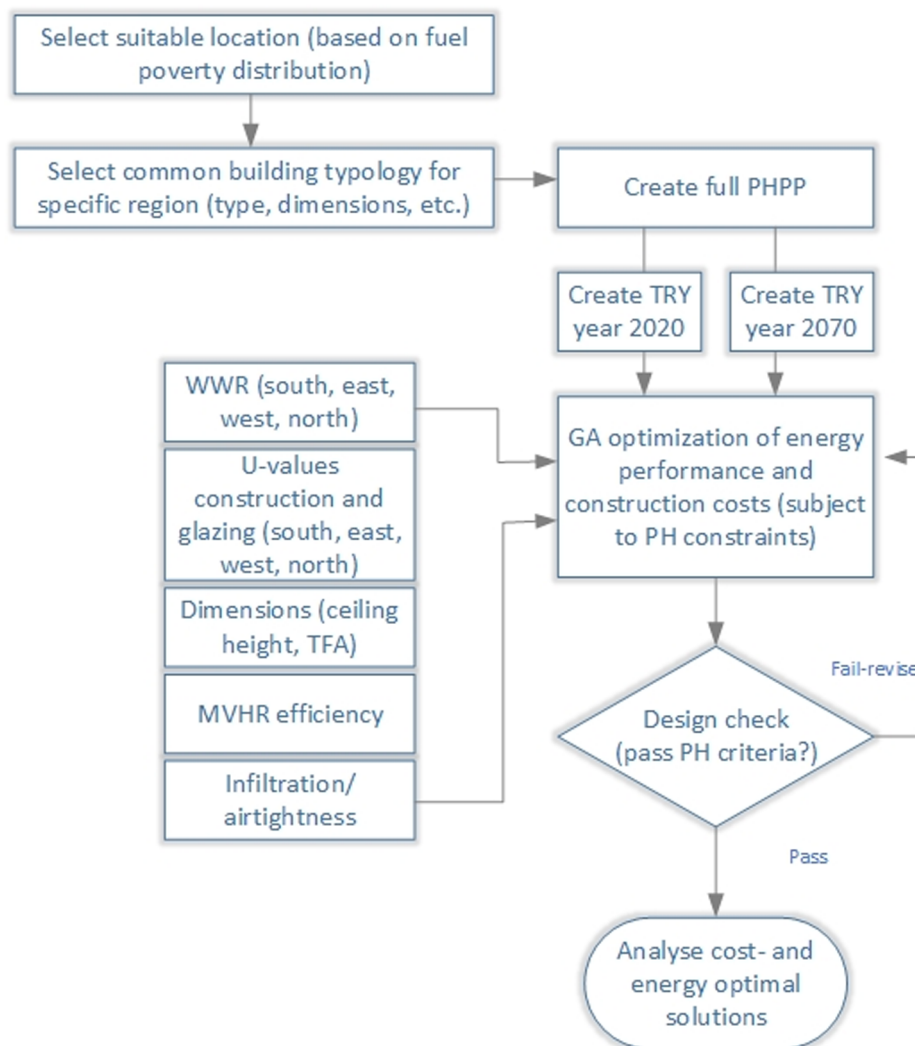 Select suitable location (based on fuel
poverty distribution)
Select common building typology for
specific region (type, dimensions, etc.)
Create full PHPP
Create TRY
year 2020
Create TRY
year 2070
WWR (south, east,
west, north)
U-values
construction and
glazing (south, east,
west, north)
Dimensions (ceiling
height, TFA)
MVHR efficiency
Infiltration/
airtightness
GA optimization of energy
performance and
construction costs (subject
to PH constraints)
Fail-revise
Design check
(pass PH criteria?)
Pass
Analyse cost- and
energy optimal
solutions